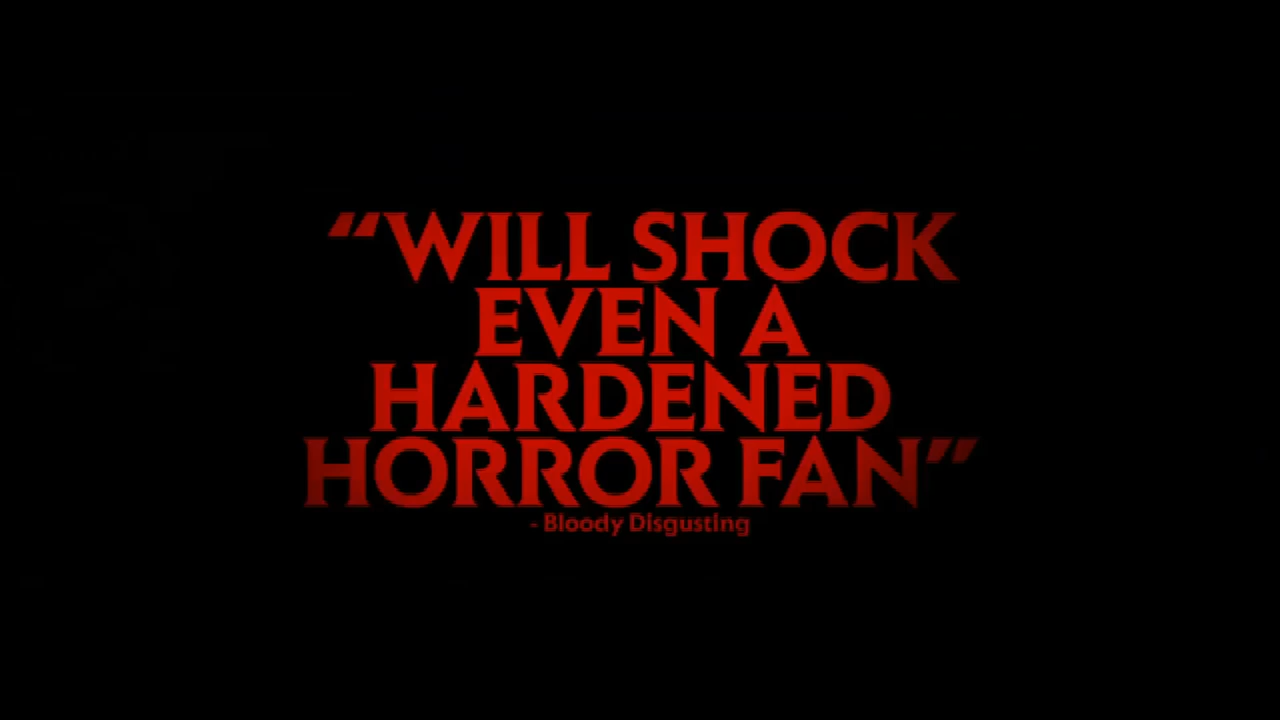 “WILL SHOCK
EVEN A
HARDENED
HORROR FAN”
- Bloody Disgusting